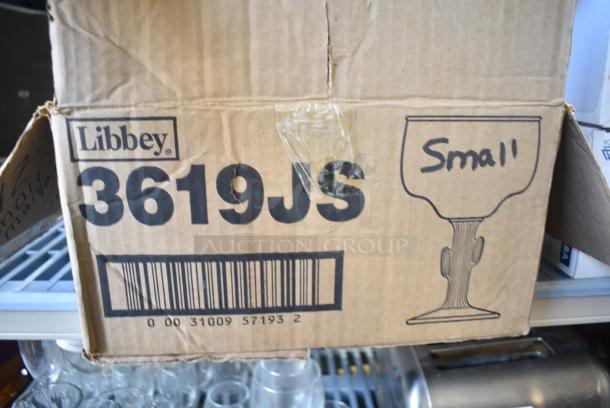 Libbey®
3619JS
Small
AUCTION GROUP
0 00 31009 57193 2